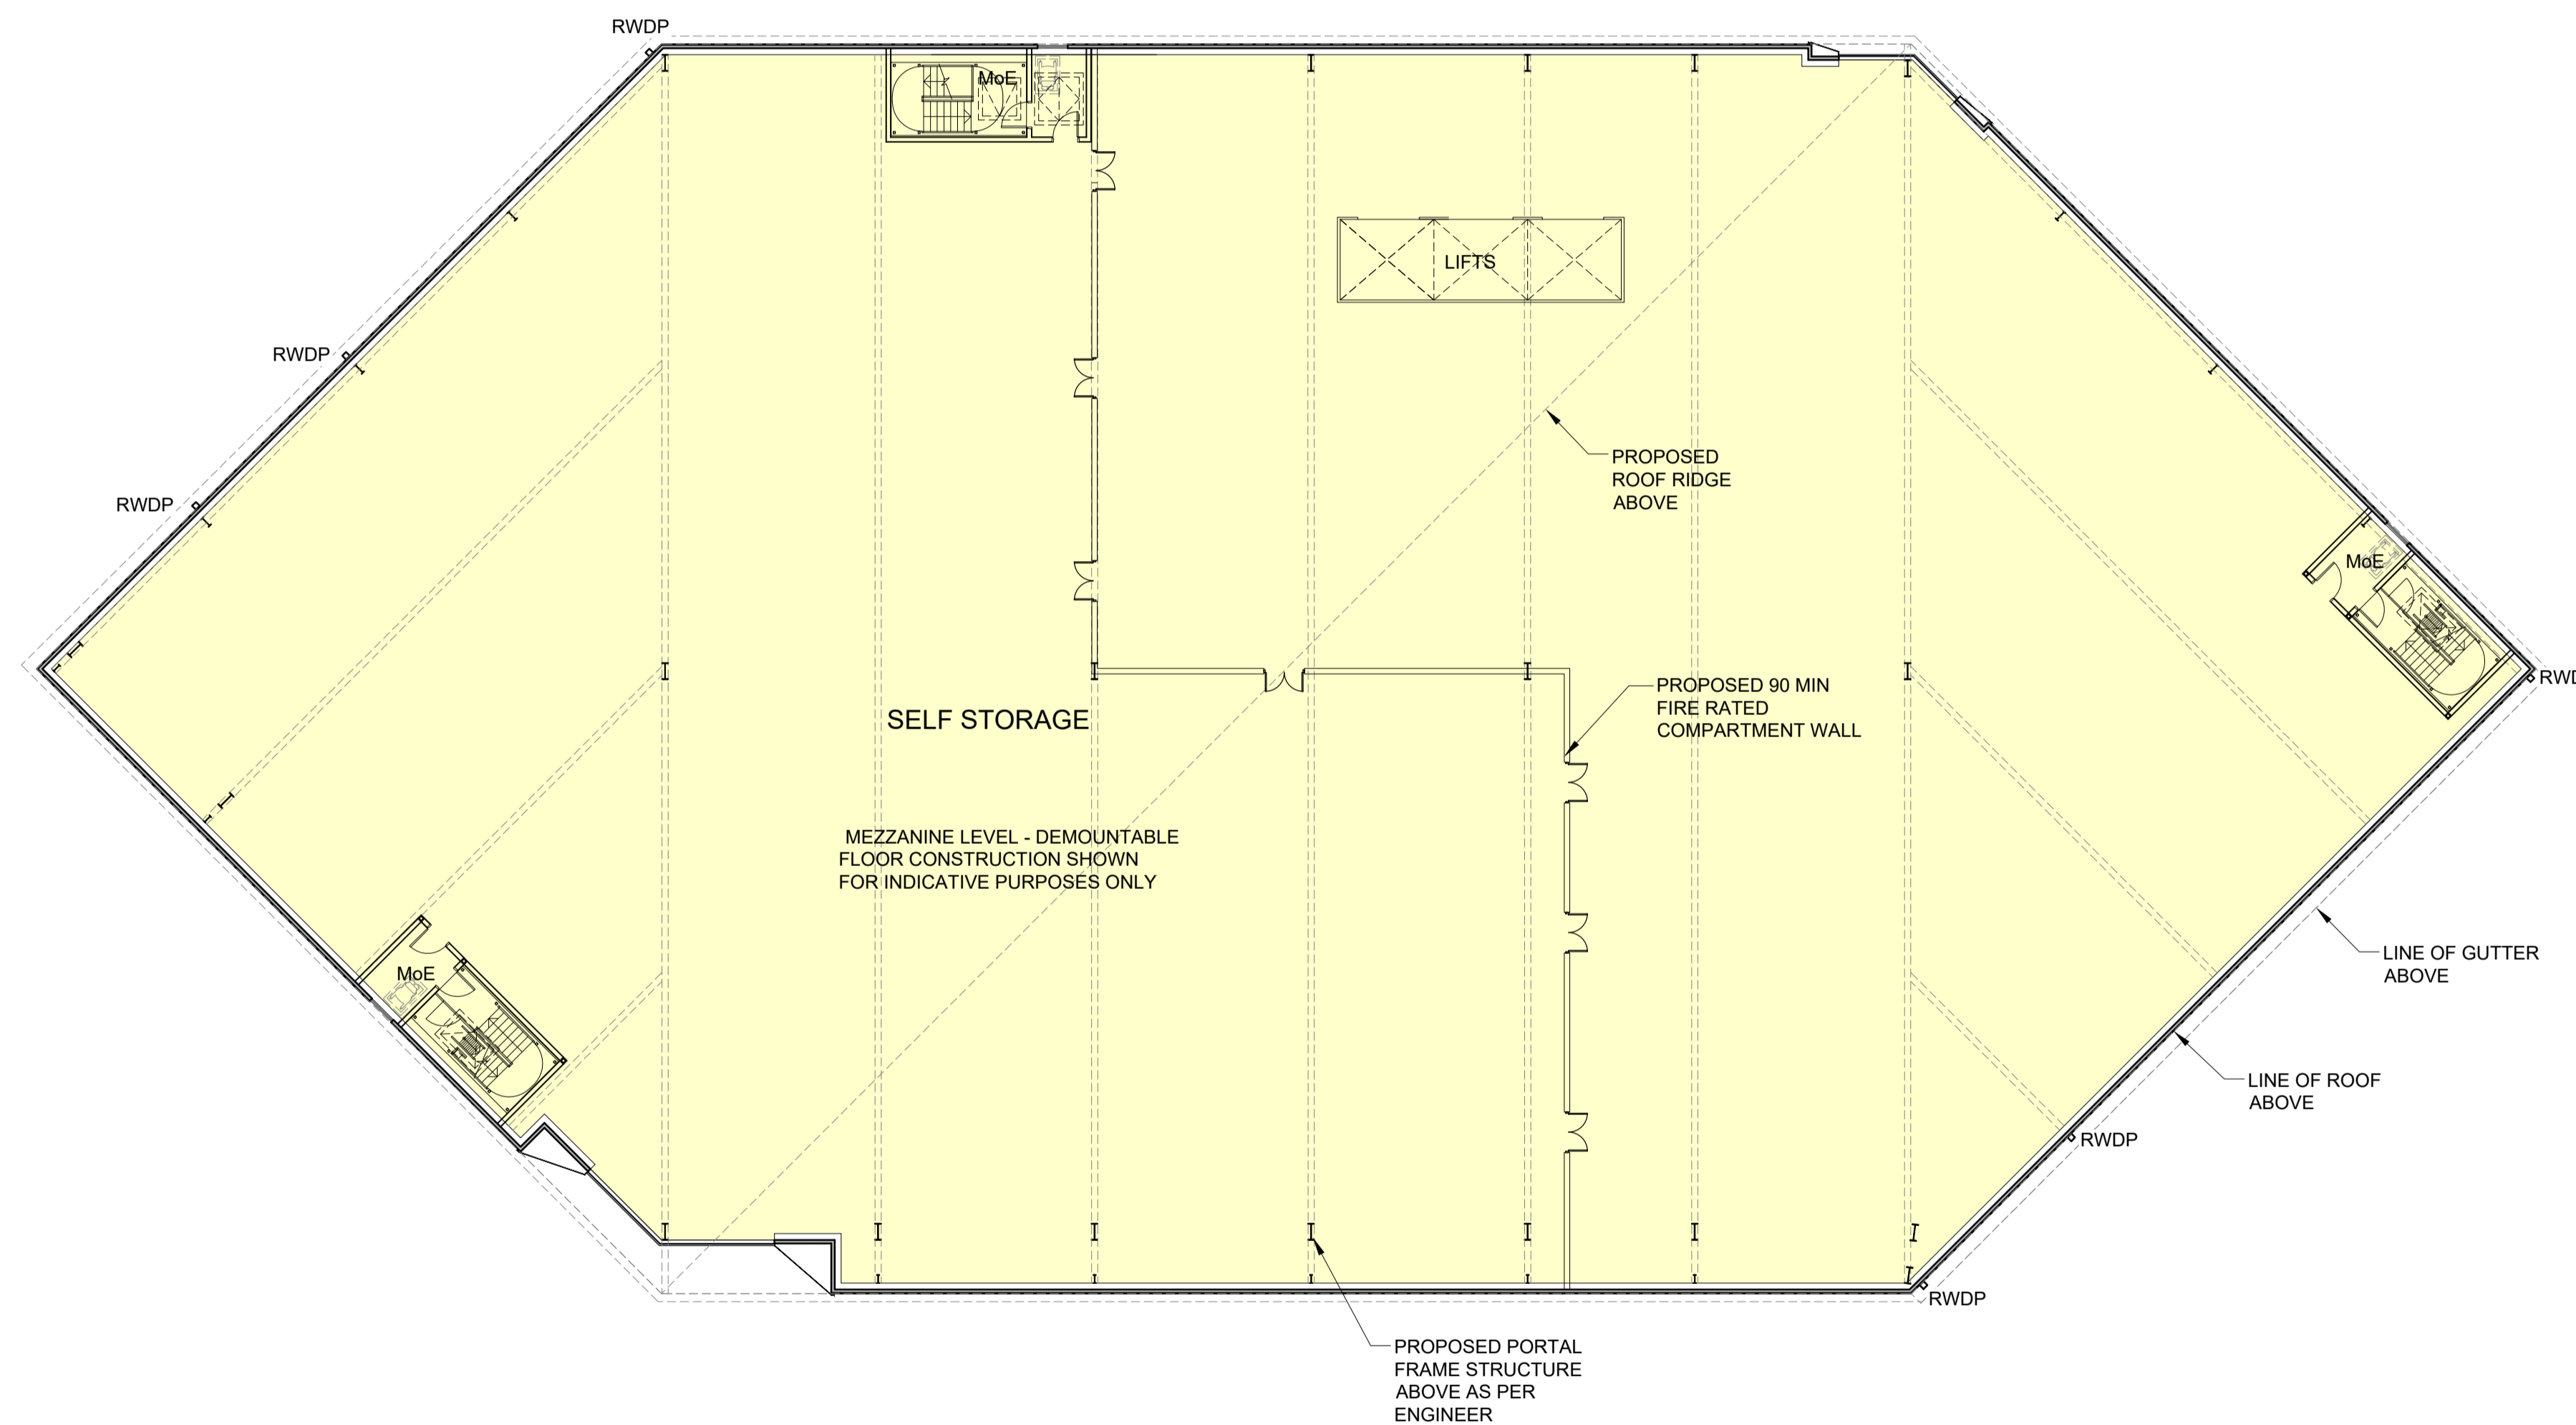 RWDP
MoE
LIFTS
RWDP
PROPOSED
ROOF RIDGE
ABOVE
RWDP
MoE
RWD
PROPOSED 90 MIN
FIRE RATED
COMPARTMENT WALL
SELF STORAGE
MEZZANINE LEVEL - DEMOUNTABLE
FLOOR CONSTRUCTION SHOWN
FOR INDICATIVE PURPOSES ONLY
LINE OF GUTTER
ABOVE
MoE
LINE OF ROOF
ABOVE
RWDP
RWDP
PROPOSED PORTAL
FRAME STRUCTURE
ABOVE AS PER
ENGINEER